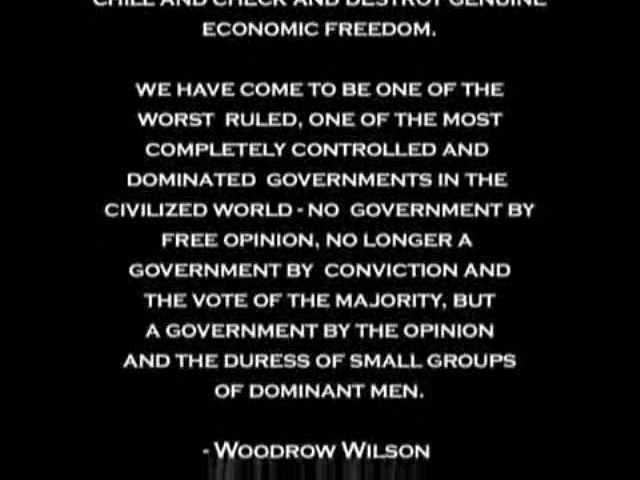 CHILL AND CHECK AND DESTROY GENUINE
ECONOMIC FREEDOM.
WE HAVE COME TO BE ONE OF THE
WORST RULED, ONE OF THE MOST
COMPLETELY CONTROLLED AND
DOMINATED GOVERNMENTS IN THE
CIVILIZED WORLD - NO GOVERNMENT BY
FREE OPINION, NO LONGER A
GOVERNMENT BY CONVICTION AND
THE VOTE OF THE MAJORITY, BUT
A GOVERNMENT BY THE OPINION
AND THE DURESS OF SMALL GROUPS
OF DOMINANT MEN.
- WOODROW WILSON